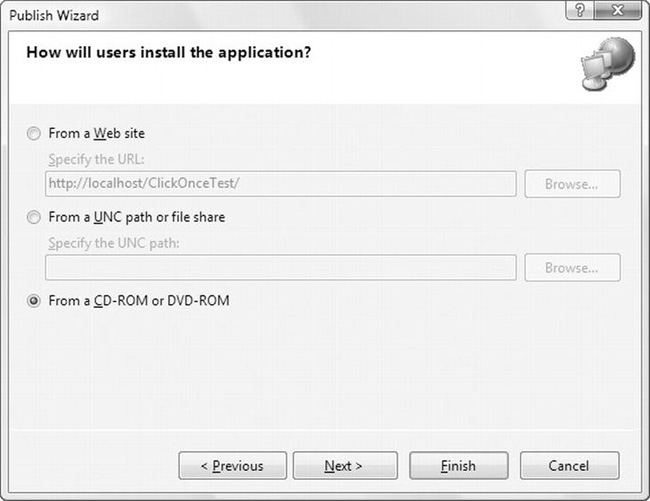 Publish Wizard
?
How will users install the application?
From a Web site
Specify the URL:
http://localhost/ClickOnceTest/
Browse...
From a UNC path or file share
Specify the UNC path:
Browse...
From a CD-ROM or DVD-ROM
< Previous
Next >
Finish
Cancel